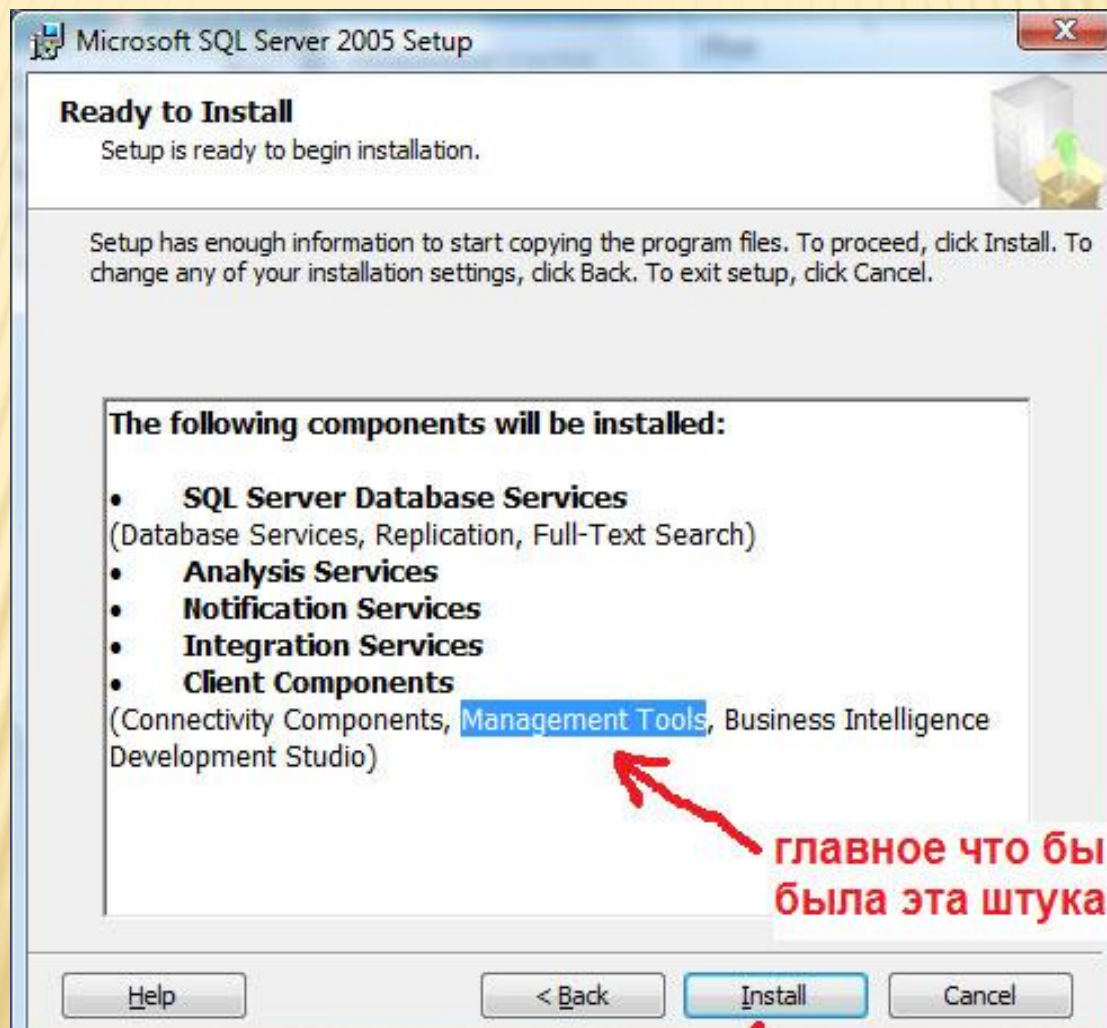 Microsoft SQL Server 2005 Setup
Ready to Install
Setup is ready to begin installation.
Setup has enough information to start copying the program files. To proceed, click Install. To
change any of your installation settings, click Back. To exit setup, click Cancel.
The following components will be installed:
• SQL Server Database Services
(Database Services, Replication, Full-Text Search)
• Analysis Services
• Notification Services
• Integration Services
• Client Components
(Connectivity Components, Management Tools, Business Intelligence
Development Studio)
главное что бы
была эта штука
Help < Back Install Cancel